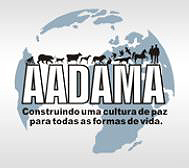 AADAMA
Construindo uma cultura de paz
para todas as formas de vida.